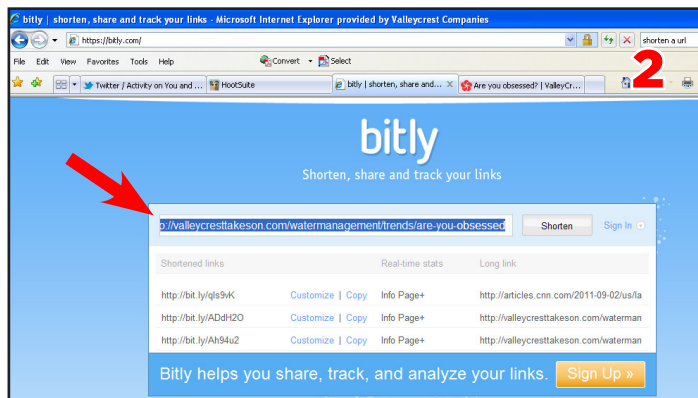 bitly | shorten, share and track your links - Microsoft Internet Explorer provided by Valleycrest Companies
https://bitly.com/
shorten a url
File Edit View Favorites Tools Help Convert Select
2
Twitter / Activity on You and ... HootSuite bitly | shorten, share and... X Are you obsessed? | ValleyCr...
bitly
Shorten, share and track your links
p://valleycresttakeson.com/watermanagement/trends/are-you-obsessed Shorten Sign In
Shortened links Real-time stats Long link
http://bit.ly/qIs9vK Customize | Copy Info Page+ http://articles.cnn.com/2011-09-02/us/la
http://bit.ly/ADdH2O Customize | Copy Info Page+ http://valleycresttakeson.com/waterman
http://bit.ly/Ah94u2 Customize | Copy Info Page+ http://valleycresttakeson.com/waterman
Bitly helps you share, track, and analyze your links. Sign Up »